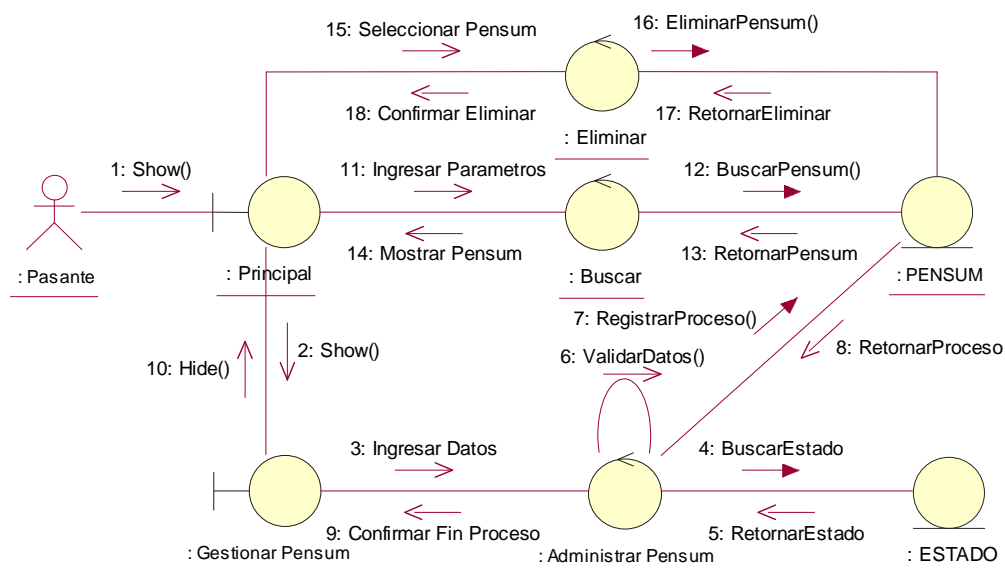 15: Seleccionar Pensum
16: EliminarPensum()
18: Confirmar Eliminar
17: RetornarEliminar
: Eliminar
1: Show()
11: Ingresar Parametros
12: BuscarPensum()
14: Mostrar Pensum
13: RetornarPensum
: Pasante
: Principal
: Buscar
: PENSUM
7: RegistrarProceso()
2: Show()
6: ValidarDatos()
8: RetornarProceso
10: Hide()
3: Ingresar Datos
4: BuscarEstado
9: Confirmar Fin Proceso
5: RetornarEstado
: Gestionar Pensum
: Administrar Pensum
: ESTADO